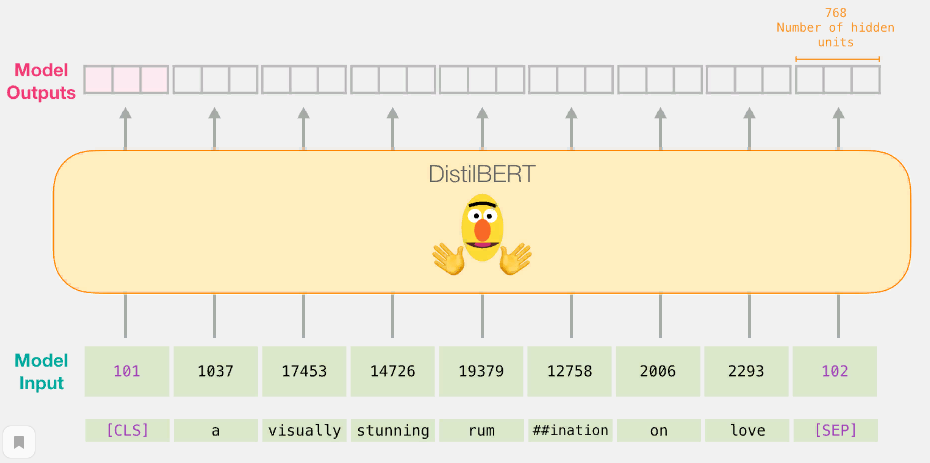 768
Number of hidden
units
Model
Outputs
DistilBERT
Model
Input
101 1037 17453 14726 19379 12758 2006 2293 102
[CLS] a visually stunning rum ##ination on love [SEP]